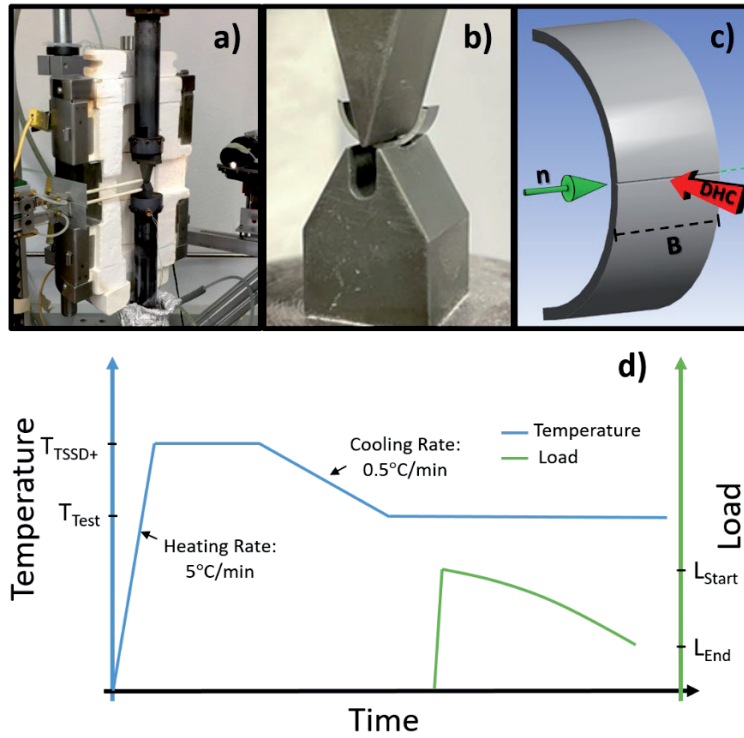 a)
b)
c)
n
DHC
B
d)
Temperature
Load
T_TSSD+
T_Test
Cooling Rate:
0.5°C/min
Heating Rate:
5°C/min
Temperature
Load
L_Start
L_End
Time